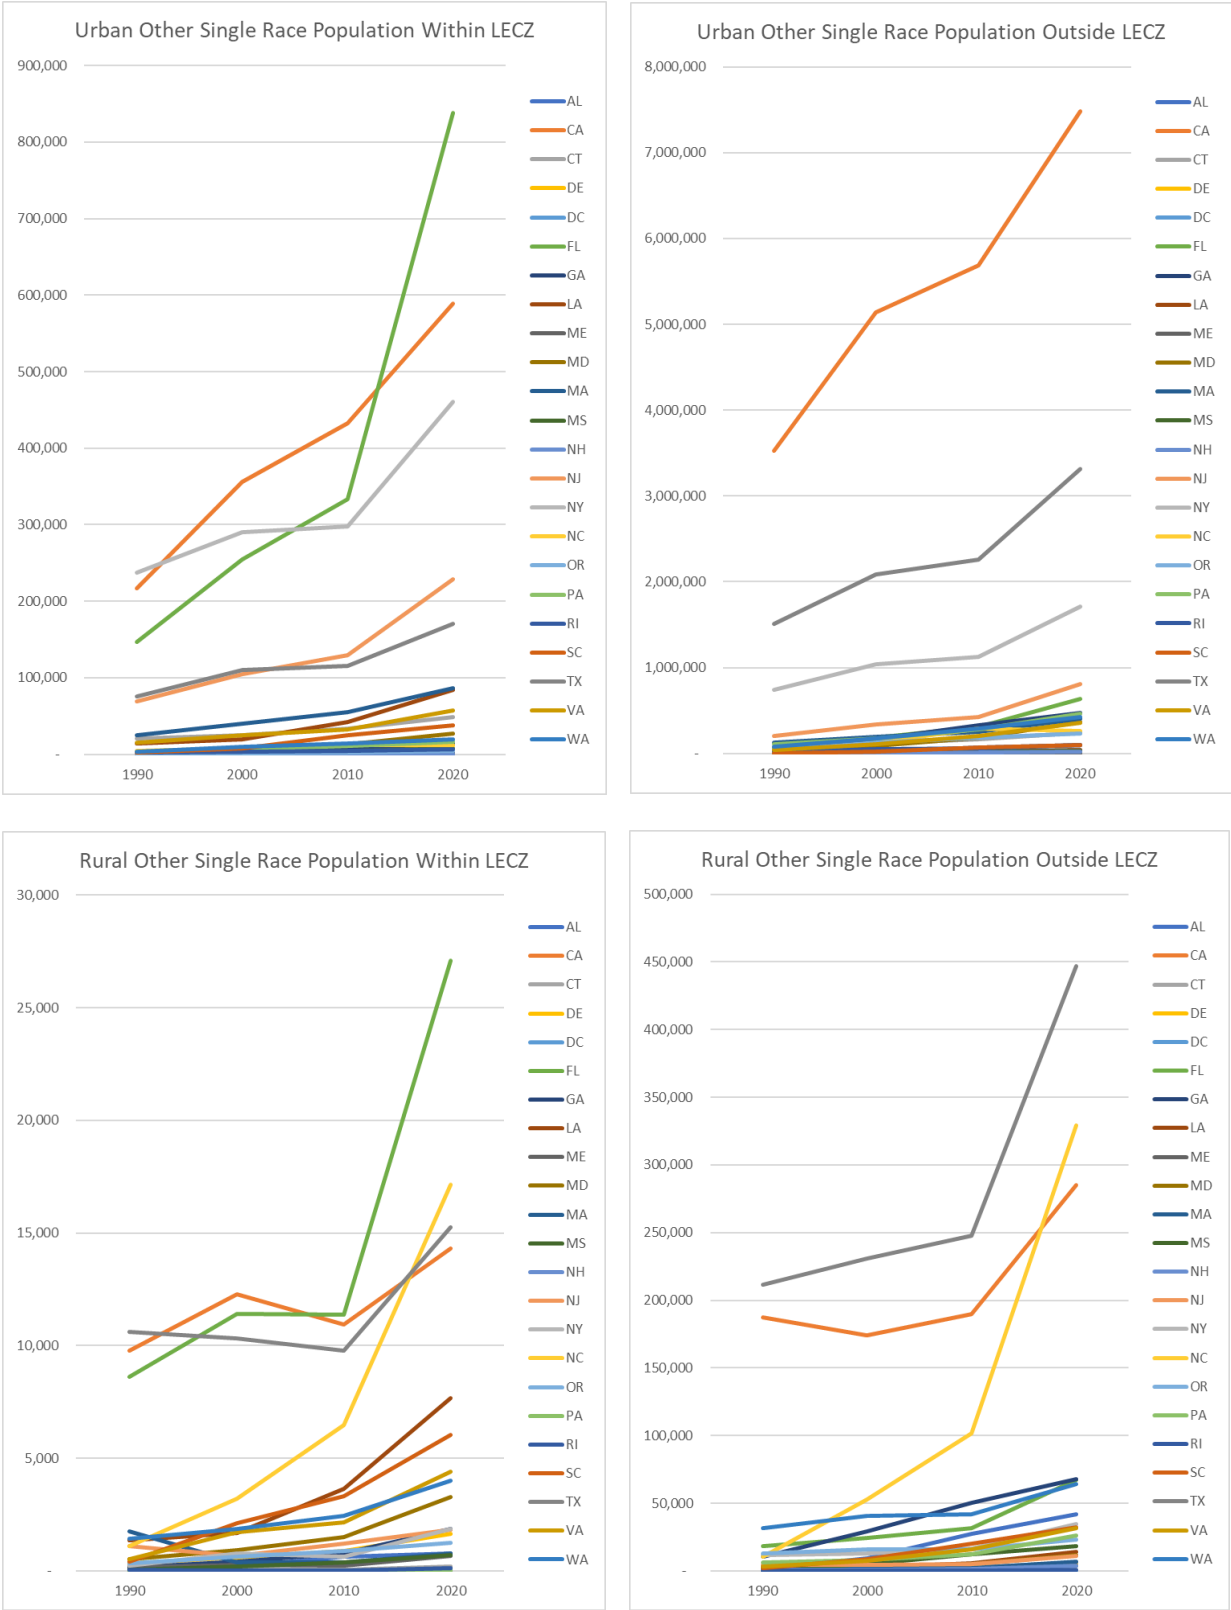 Urban Other Single Race Population Within LECZ
900,000
800,000
700,000
600,000
500,000
400,000
300,000
200,000
100,000
-
1990 2000 2010 2020
AL
CA
CT
DE
DC
FL
GA
LA
ME
MD
MA
MS
NH
NJ
NY
NC
OR
PA
RI
SC
TX
VA
WA
Urban Other Single Race Population Outside LECZ
8,000,000
7,000,000
6,000,000
5,000,000
4,000,000
3,000,000
2,000,000
1,000,000
-
1990 2000 2010 2020
AL
CA
CT
DE
DC
FL
GA
LA
ME
MD
MA
MS
NH
NJ
NY
NC
OR
PA
RI
SC
TX
VA
WA
Rural Other Single Race Population Within LECZ
30,000
25,000
20,000
15,000
10,000
5,000
-
1990 2000 2010 2020
AL
CA
CT
DE
DC
FL
GA
LA
ME
MD
MA
MS
NH
NJ
NY
NC
OR
PA
RI
SC
TX
VA
WA
Rural Other Single Race Population Outside LECZ
500,000
450,000
400,000
350,000
300,000
250,000
200,000
150,000
100,000
50,000
-
1990 2000 2010 2020
AL
CA
CT
DE
DC
FL
GA
LA
ME
MD
MA
MS
NH
NJ
NY
NC
OR
PA
RI
SC
TX
VA
WA